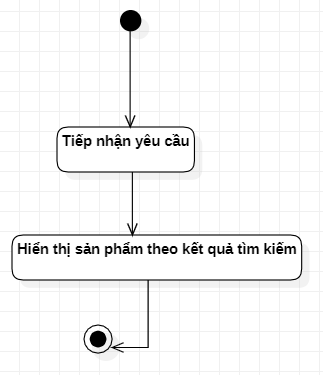 Tiếp nhận yêu cầu
Hiển thị sản phẩm theo kết quả tìm kiếm